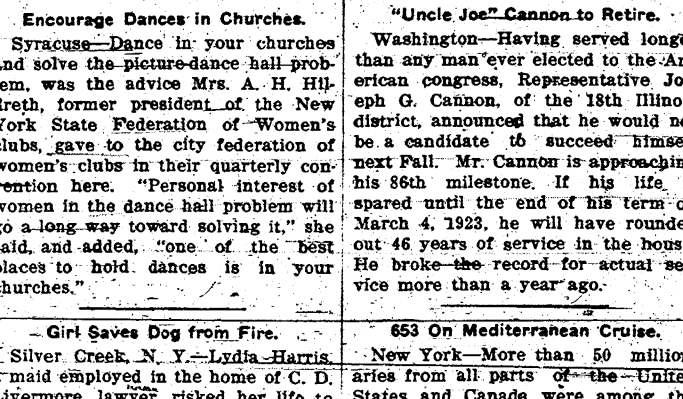 Encourage Dances in Churches.
Syracuse—Dance in your churches
and solve the picture dance hall prob-
em, was the advice Mrs. A. H. Hil-
reth, former president of the New
York State Federation of Women's
lubs, gave to the city federation of
women's clubs in their quarterly con-
ention here. "Personal interest of
women in the dance hall problem will
go a long way toward solving it," she
aid, and added, "one of the best
laces to hold dances is in your
hurches."
Girl Saves Dog from Fire.
Silver Creek, N. Y.—Lydia Harris,
maid employed in the home of C. D.
Livermore, lawyer, risked her life to
"Uncle Joe" Cannon to Retire.
Washington—Having served longe
than any man ever elected to the Am
erican congress, Representative Jo
eph G. Cannon, of the 18th Illino
district, announced that he would no
be a candidate to succeed himse
next Fall. Mr. Cannon is approachin
his 86th milestone. If his life
spared until the end of his term o
March 4, 1923, he will have rounde
out 46 years of service in the hous
He broke the record for actual se
vice more than a year ago.
653 On Mediterranean Cruise.
New York—More than 50 million
aries from all parts of the Unite
States and Canada were among th